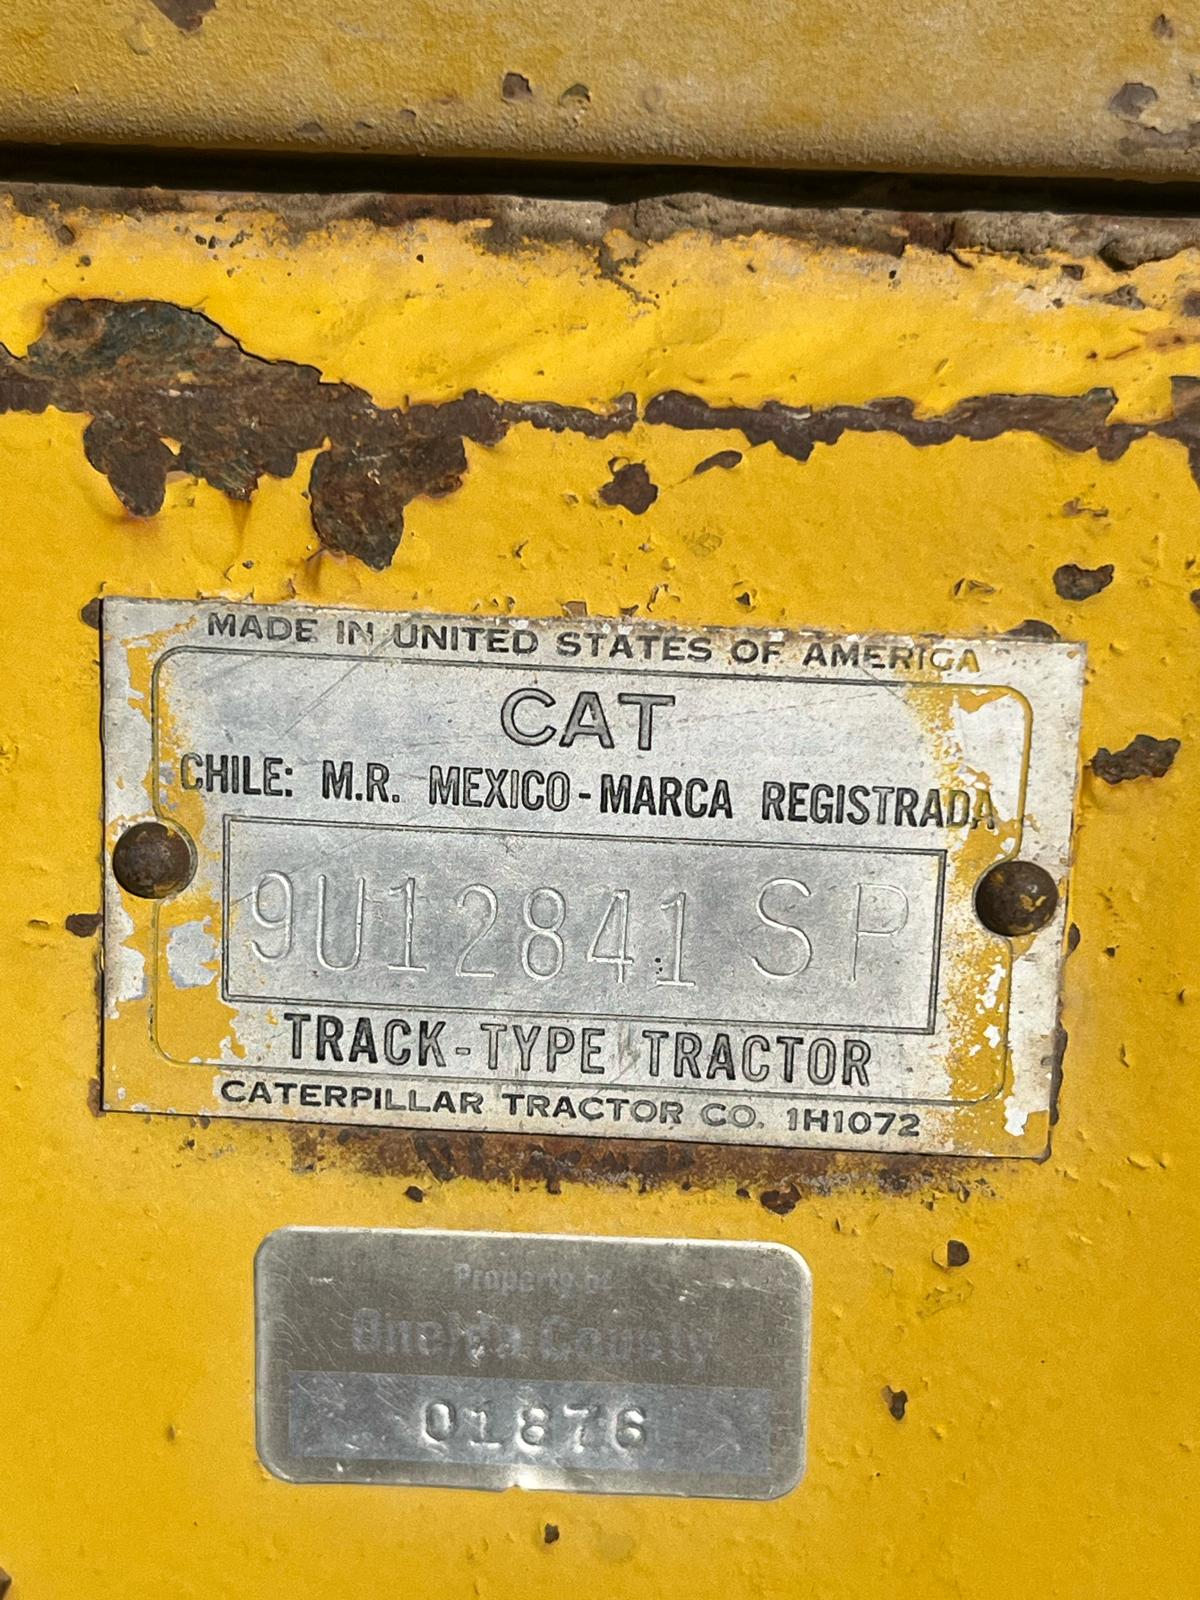 MADE IN UNITED STATES OF AMERICA
CAT
CHILE: M.R. MEXICO-MARCA REGISTRADA
9U12841 SP
TRACK-TYPE TRACTOR
CATERPILLAR TRACTOR CO. 1H1072
Property of
Oneida County
01876